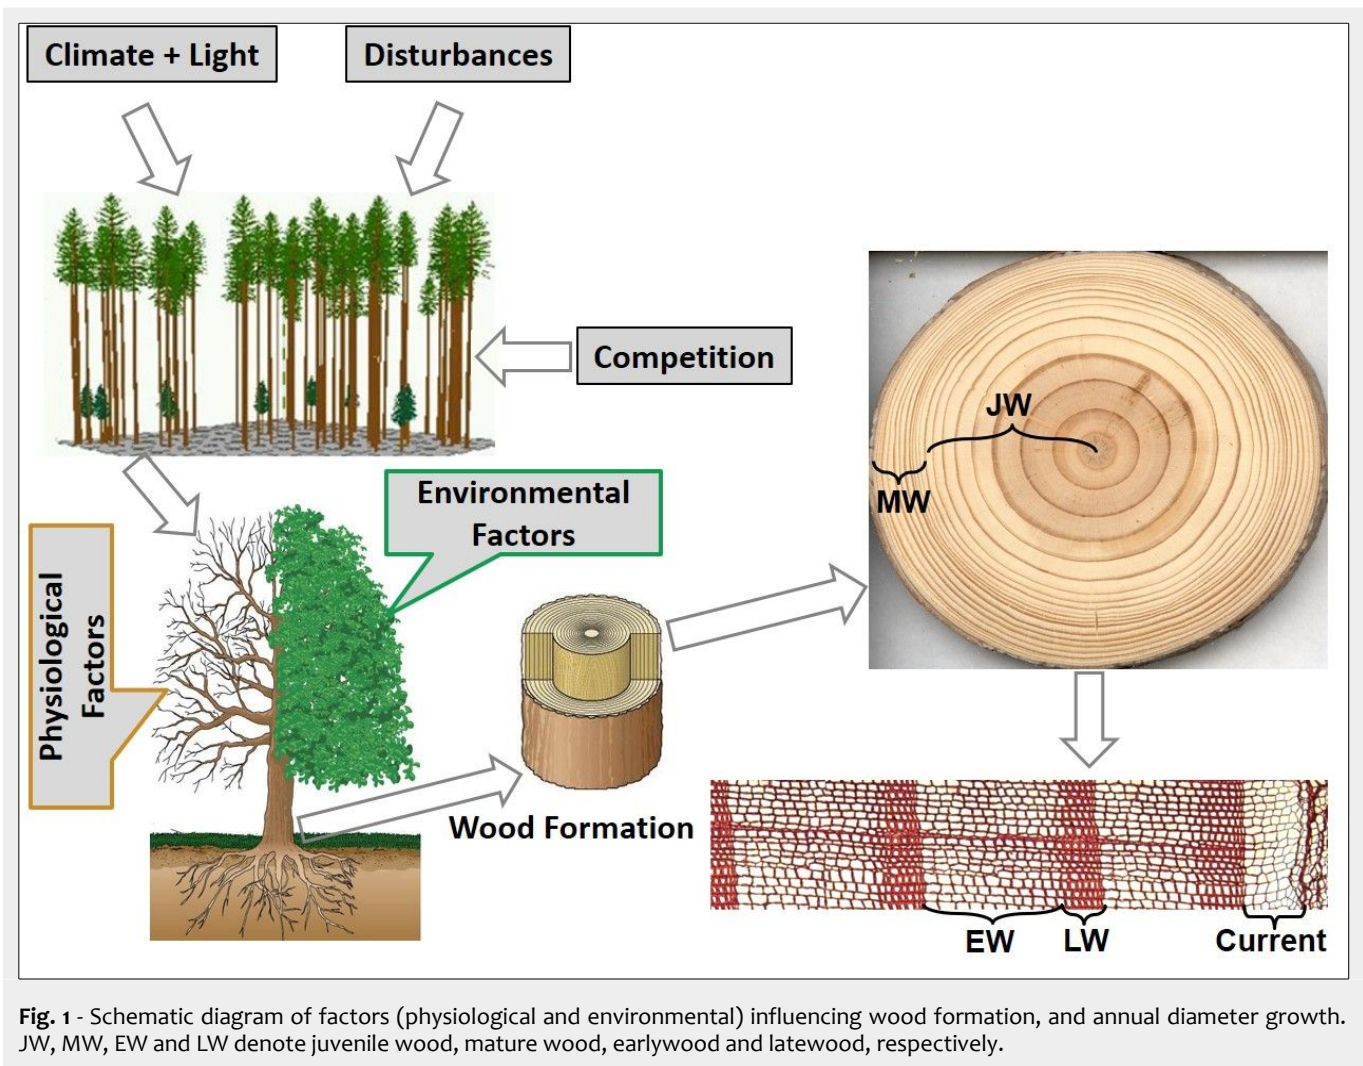 Climate + Light
Disturbances
Competition
Environmental
Factors
Physiological
Factors
Wood Formation
JW
MW
EW
LW
Current
Fig. 1 - Schematic diagram of factors (physiological and environmental) influencing wood formation, and annual diameter growth.
JW, MW, EW and LW denote juvenile wood, mature wood, earlywood and latewood, respectively.